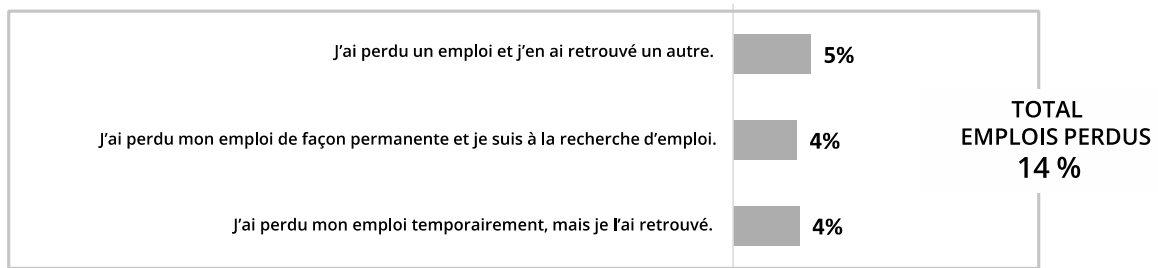 J’ai perdu un emploi et j’en ai retrouvé un autre. 5%
J’ai perdu mon emploi de façon permanente et je suis à la recherche d’emploi. 4%
J’ai perdu mon emploi temporairement, mais je l’ai retrouvé. 4%
TOTAL
EMPLOIS PERDUS
14 %